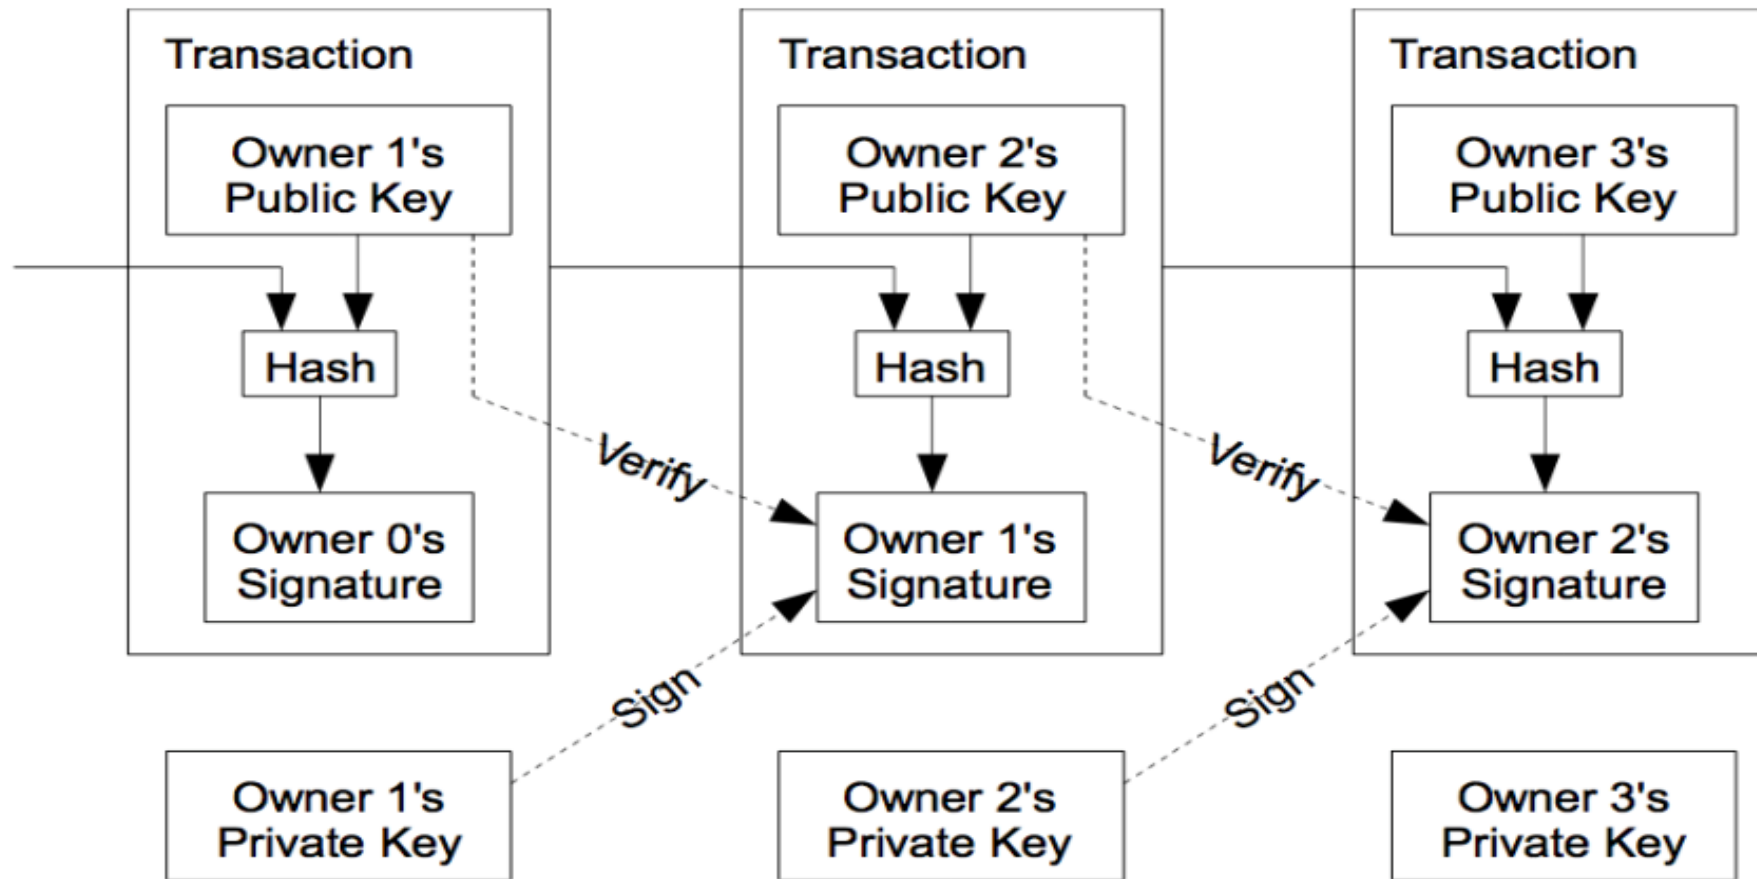 Transaction
Owner 1's
Public Key
Hash
Owner 0's
Signature
Transaction
Owner 2's
Public Key
Hash
Owner 1's
Signature
Transaction
Owner 3's
Public Key
Hash
Owner 2's
Signature
Verify
Verify
Sign
Sign
Owner 1's
Private Key
Owner 2's
Private Key
Owner 3's
Private Key